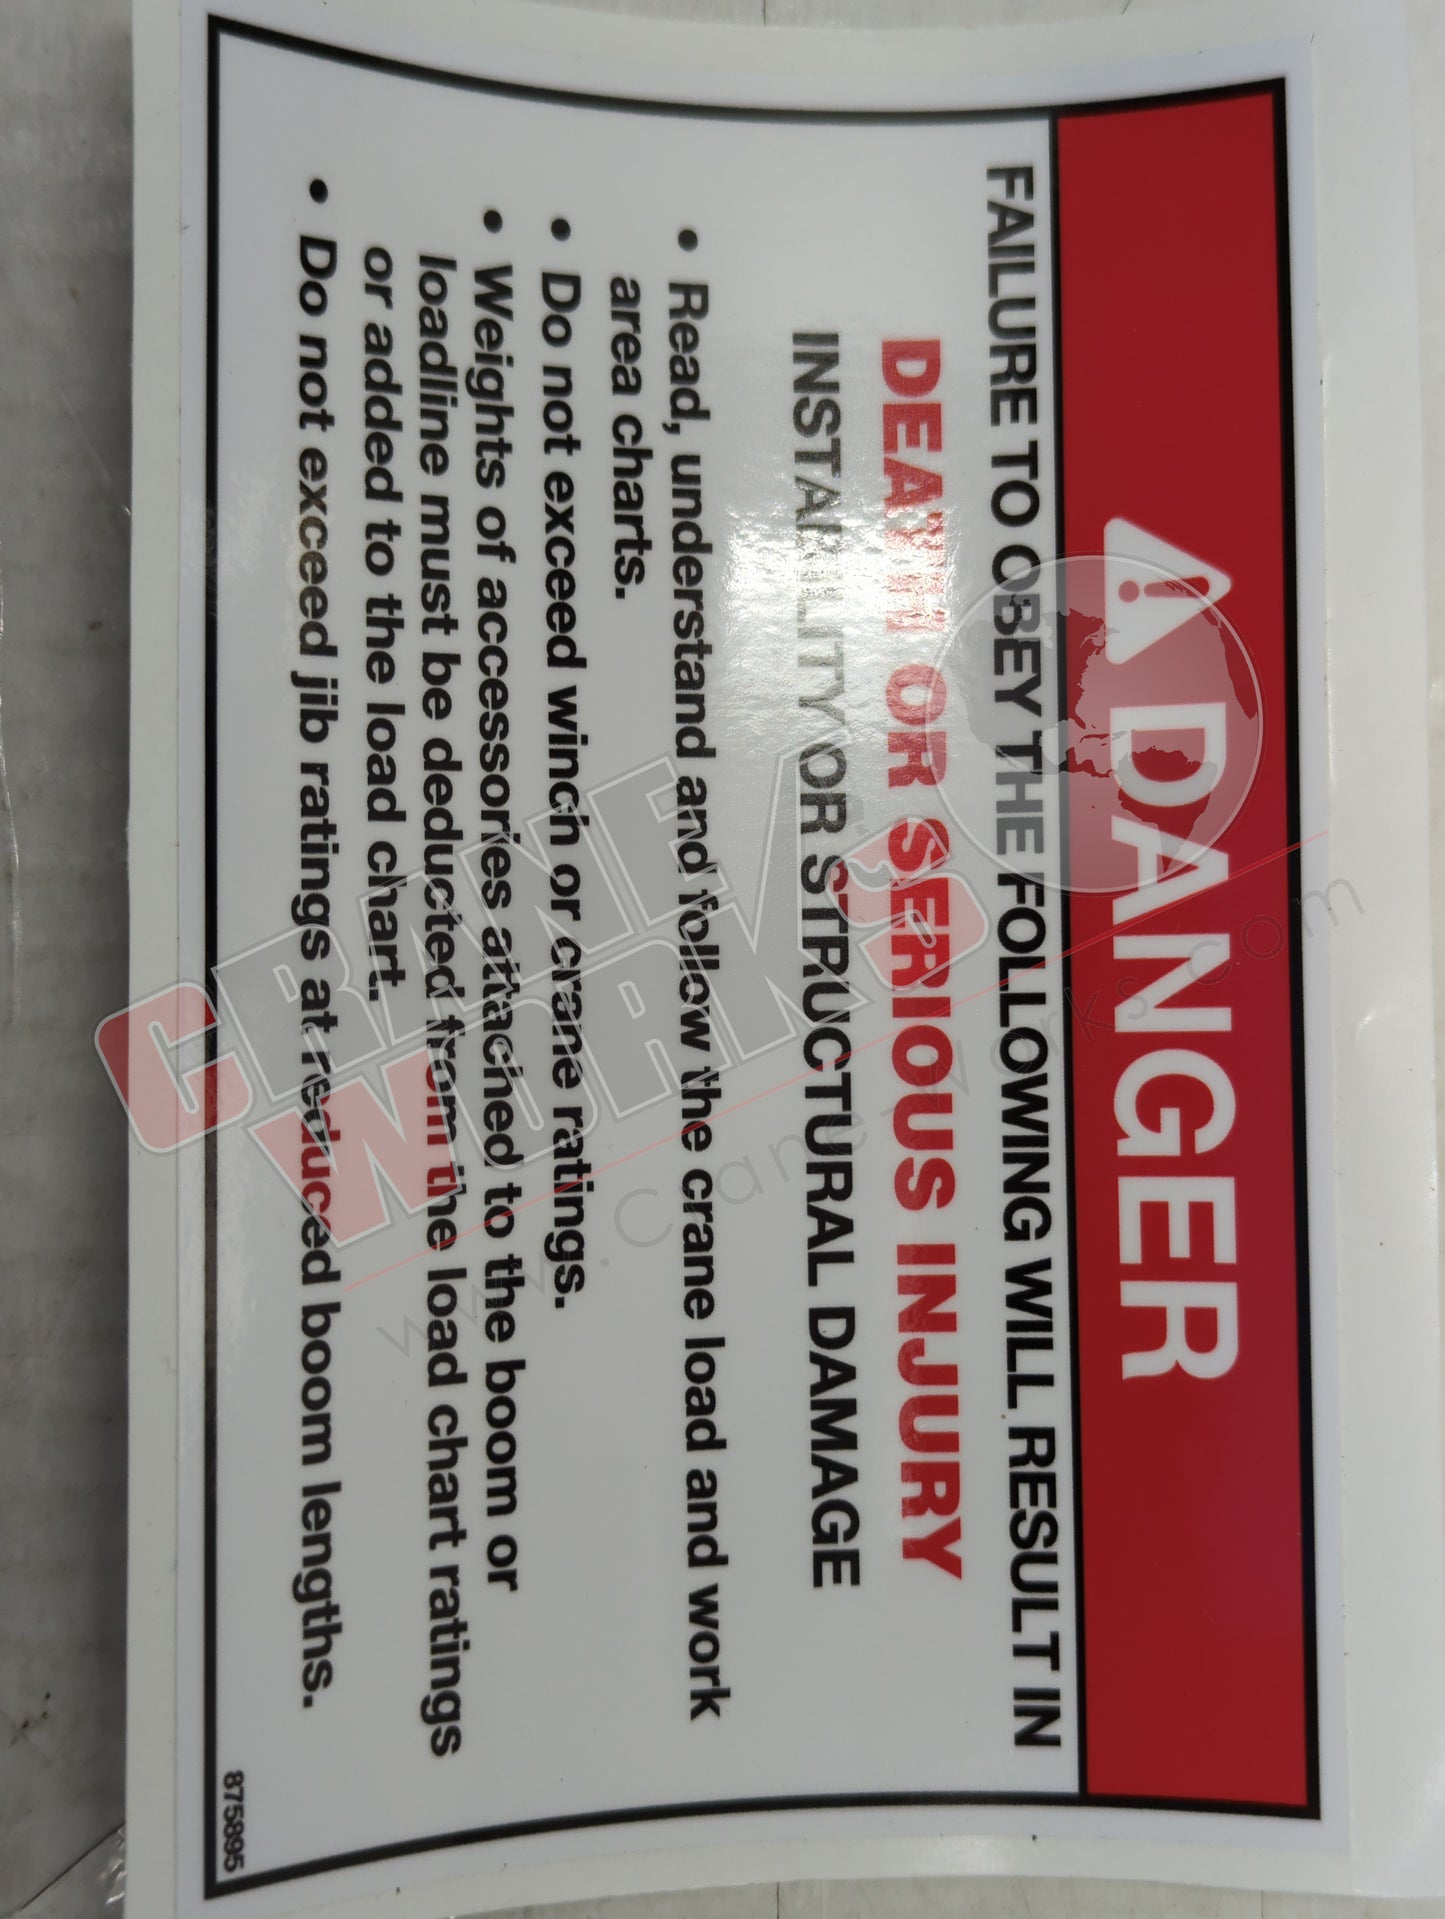 DANGER
FAILURE TO OBEY THE FOLLOWING WILL RESULT IN
DEATH OR SERIOUS INJURY
INSTABILITY OR STRUCTURAL DAMAGE
• Read, understand and follow the crane load and work
area charts.
• Do not exceed winch or crane ratings.
• Weights of accessories attached to the boom or
loadline must be deducted from the load chart ratings
or added to the load chart.
• Do not exceed jib ratings at reduced boom lengths.
875895
CRANE WORKS
www.Crane-works.com